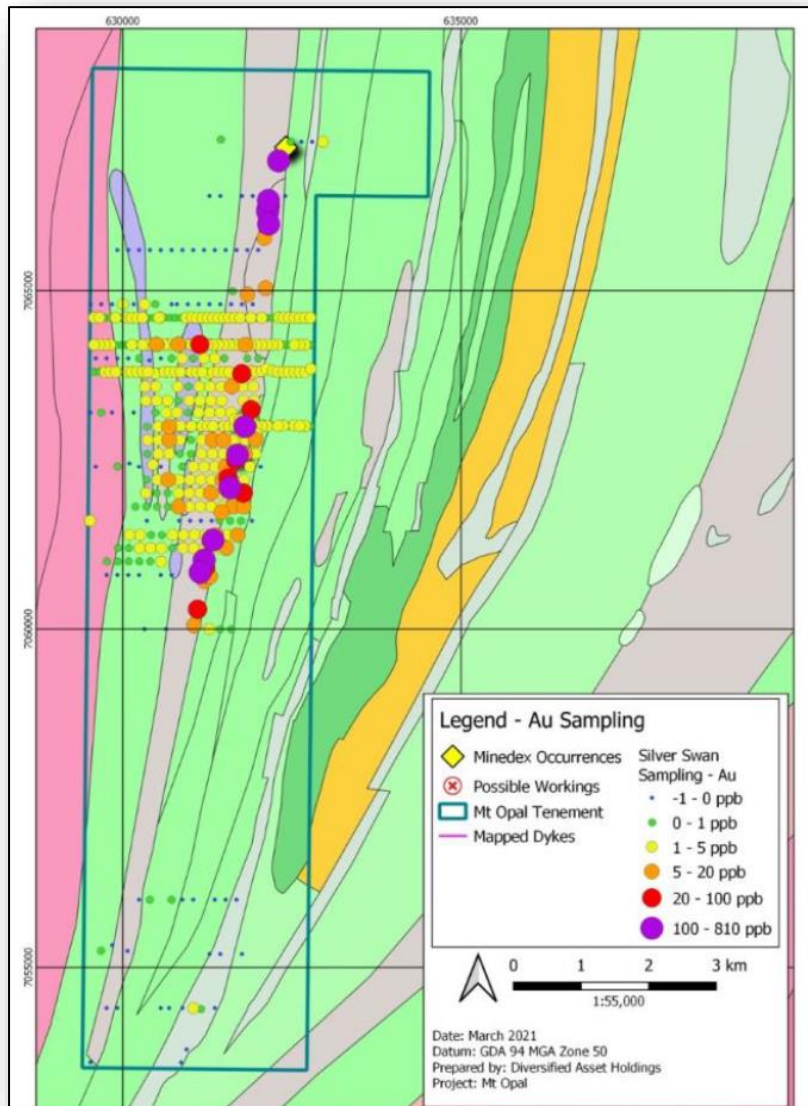 630000
635000
7065000
7060000
7055000
Legend - Au Sampling
Minedex Occurrences
Possible Workings
Mt Opal Tenement
Mapped Dykes
Silver Swan
Sampling - Au
-1 - 0 ppb
0 - 1 ppb
1 - 5 ppb
5 - 20 ppb
20 - 100 ppb
100 - 810 ppb
0 1 2 3 km
1:55,000
Date: March 2021
Datum: GDA 94 MGA Zone 50
Prepared by: Diversified Asset Holdings
Project: Mt Opal